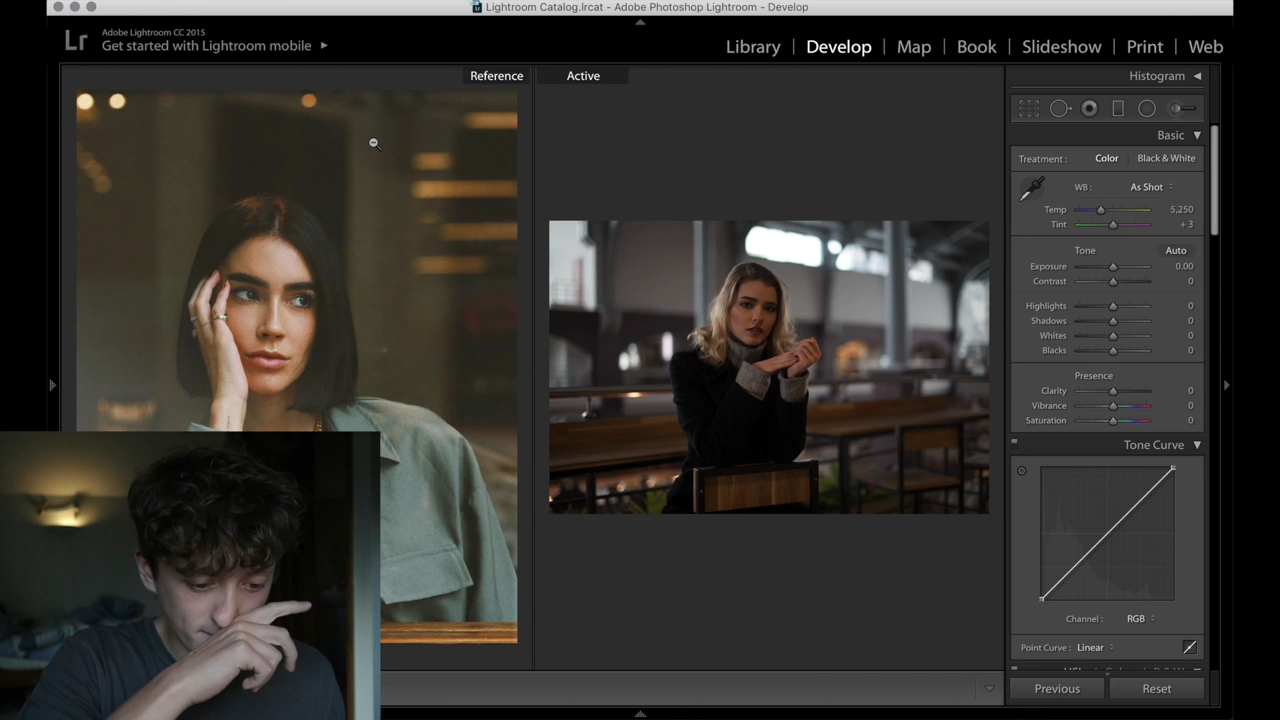 Lightroom Catalog.lrcat - Adobe Photoshop Lightroom - Develop
Lr
Adobe Lightroom CC 2015
Get started with Lightroom mobile
Library | Develop | Map | Book | Slideshow | Print | Web
Reference
Active
Histogram
Basic
Treatment : Color Black & White
WB : As Shot
Temp 5,250
Tint + 3
Tone Auto
Exposure 0.00
Contrast 0
Highlights 0
Shadows 0
Whites 0
Blacks 0
Presence
Clarity 0
Vibrance 0
Saturation 0
Tone Curve
Channel : RGB
Point Curve : Linear
Previous
Reset